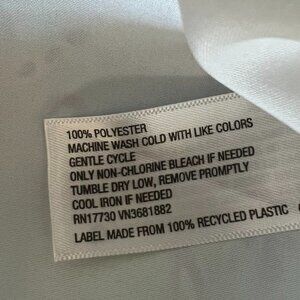 100% POLYESTER
MACHINE WASH COLD WITH LIKE COLORS
GENTLE CYCLE
ONLY NON-CHLORINE BLEACH IF NEEDED
TUMBLE DRY LOW, REMOVE PROMPTLY
COOL IRON IF NEEDED
RN17730 VN3681882
LABEL MADE FROM 100% RECYCLED PLASTIC